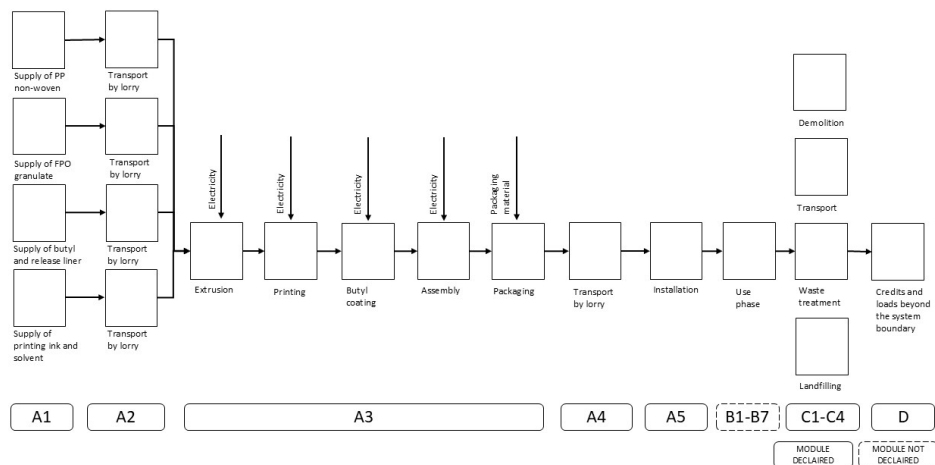 Supply of PP
non-woven
Transport
by lorry
Supply of FPO
granulate
Transport
by lorry
Supply of butyl
and release liner
Transport
by lorry
Supply of
printing ink and
solvent
Transport
by lorry
Electricity
Electricity
Electricity
Electricity
Packaging
material
Extrusion
Printing
Butyl
coating
Assembly
Packaging
Transport
by lorry
Installation
Use
phase
Demolition
Transport
Waste
treatment
Landfilling
Credits and
loads beyond
the system
boundary
A1
A2
A3
A4
A5
B1-B7
C1-C4
D
MODULE
DECLAIRED
MODULE NOT
DECLAIRED